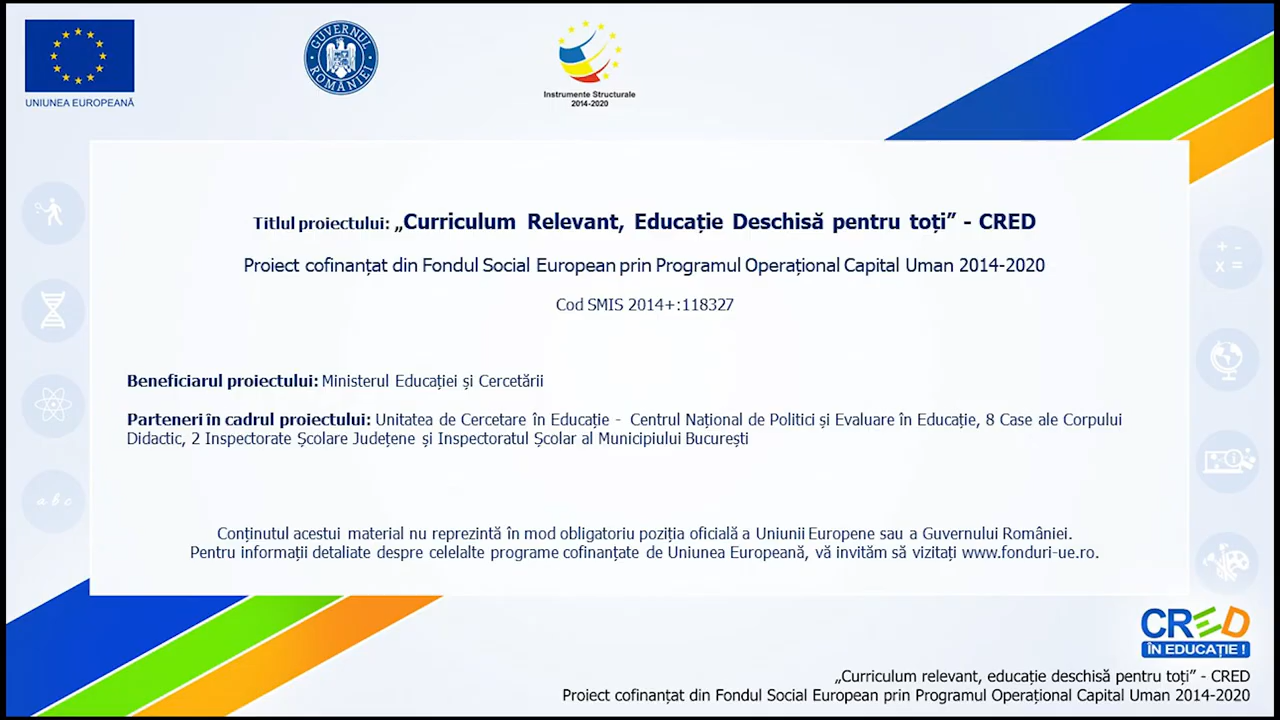 UNIUNEA EUROPEANĂ
GUVERNUL ROMÂNIEI
Instrumente Structurale
2014-2020
Titlul proiectului: „Curriculum Relevant, Educație Deschisă pentru toți” - CRED
Proiect cofinanțat din Fondul Social European prin Programul Operațional Capital Uman 2014-2020
Cod SMIS 2014+:118327
Beneficiarul proiectului: Ministerul Educației și Cercetării
Parteneri în cadrul proiectului: Unitatea de Cercetare în Educație - Centrul Național de Politici și Evaluare în Educație, 8 Case ale Corpului
Didactic, 2 Inspectorate Școlare Județene și Inspectoratul Școlar al Municipiului București
a b c
Conținutul acestui material nu reprezintă în mod obligatoriu poziția oficială a Uniunii Europene sau a Guvernului României.
Pentru informații detaliate despre celelalte programe cofinanțate de Uniunea Europeană, vă invităm să vizitați www.fonduri-ue.ro.
CRED
ÎN EDUCAȚIE !
„Curriculum relevant, educație deschisă pentru toți” - CRED
Proiect cofinanțat din Fondul Social European prin Programul Operațional Capital Uman 2014-2020